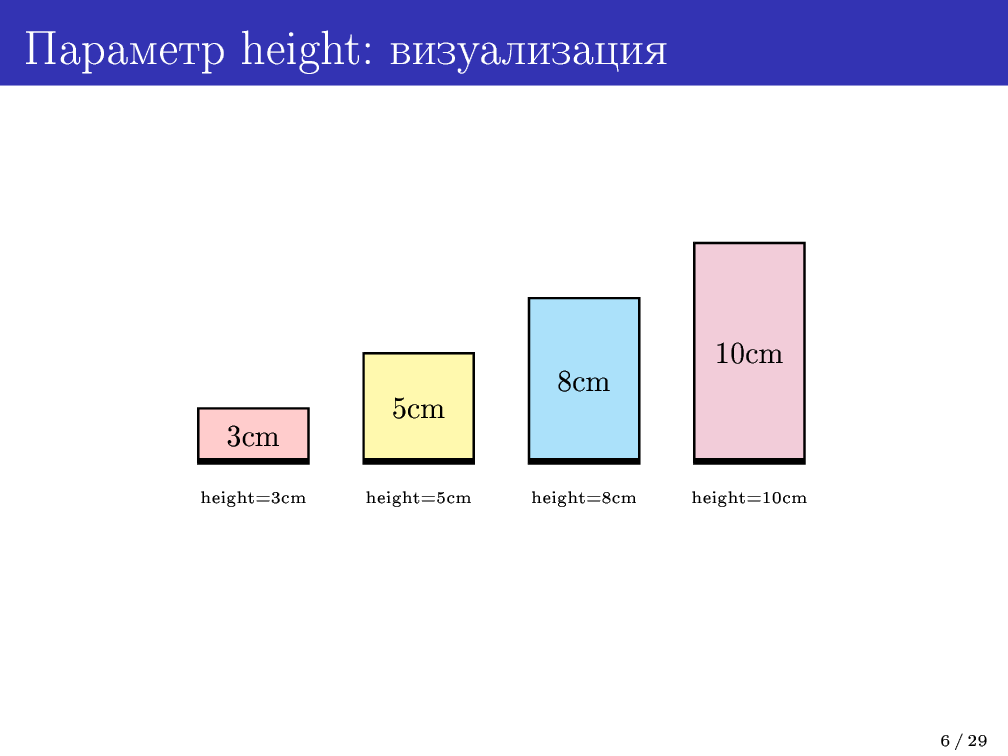 Параметр height: визуализация
10cm
8cm
5cm
3cm
height=3cm height=5cm height=8cm height=10cm
6 / 29